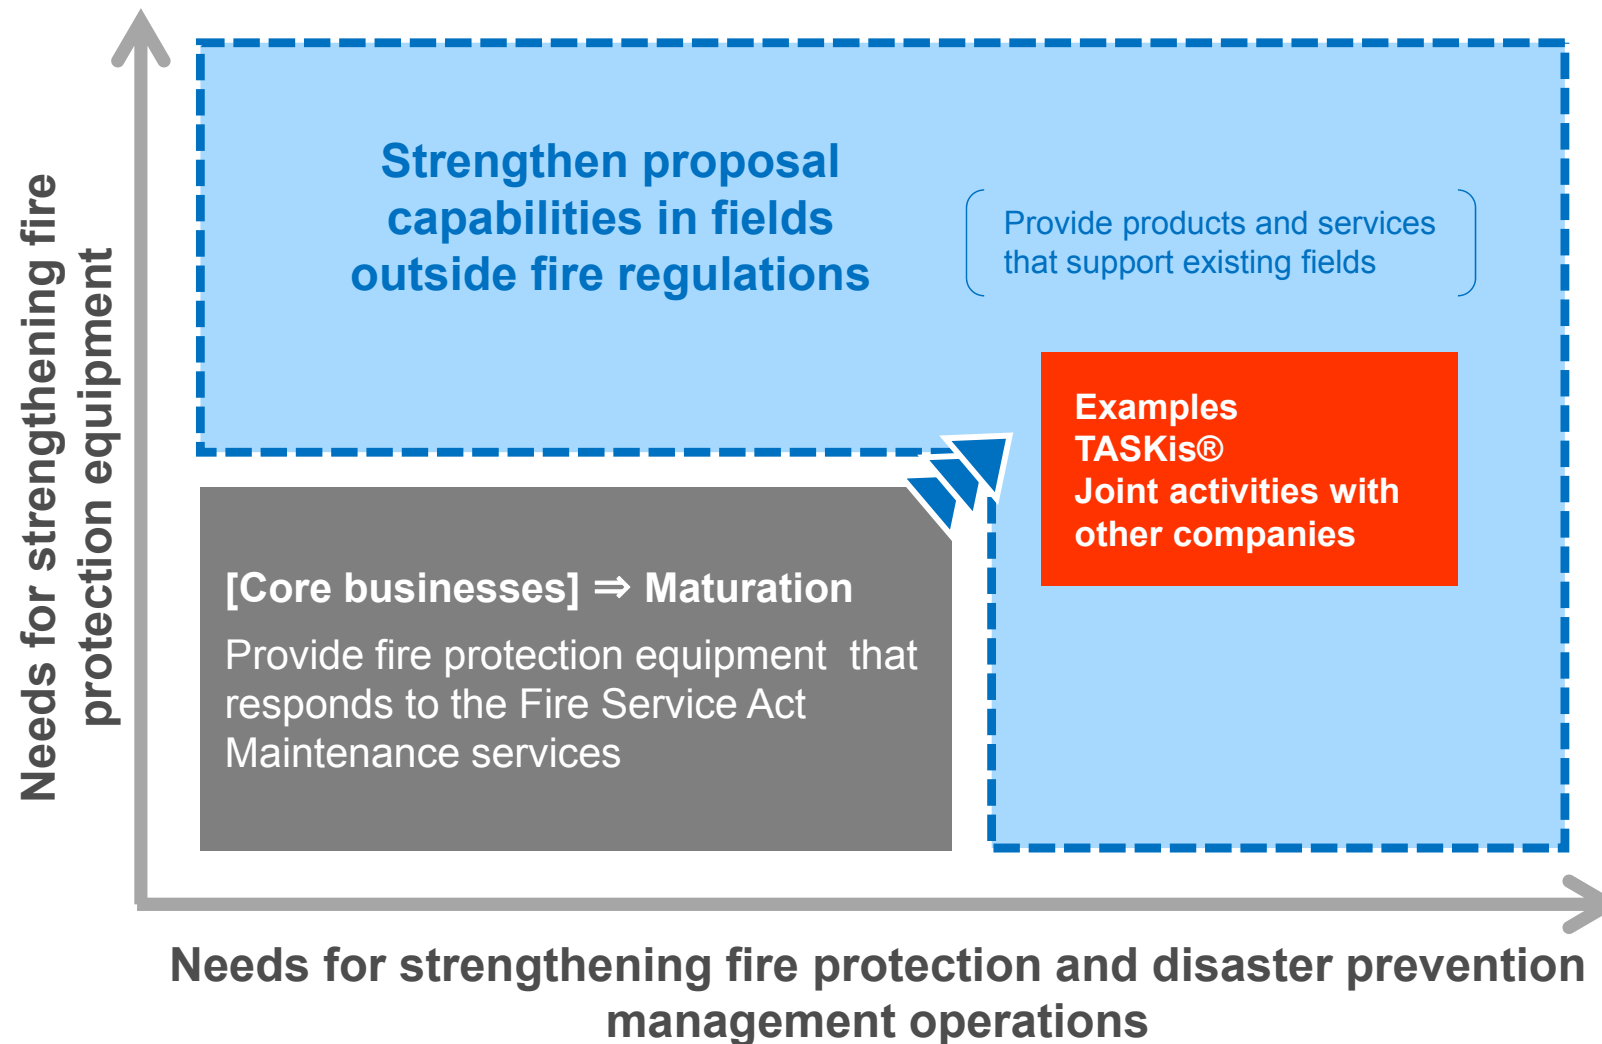 Needs for strengthening fire
protection equipment
Strengthen proposal
capabilities in fields
outside fire regulations
Provide products and services
that support existing fields
Examples
TASKis®
Joint activities with
other companies
[Core businesses] ⇒ Maturation
Provide fire protection equipment that
responds to the Fire Service Act
Maintenance services
Needs for strengthening fire protection and disaster prevention
management operations